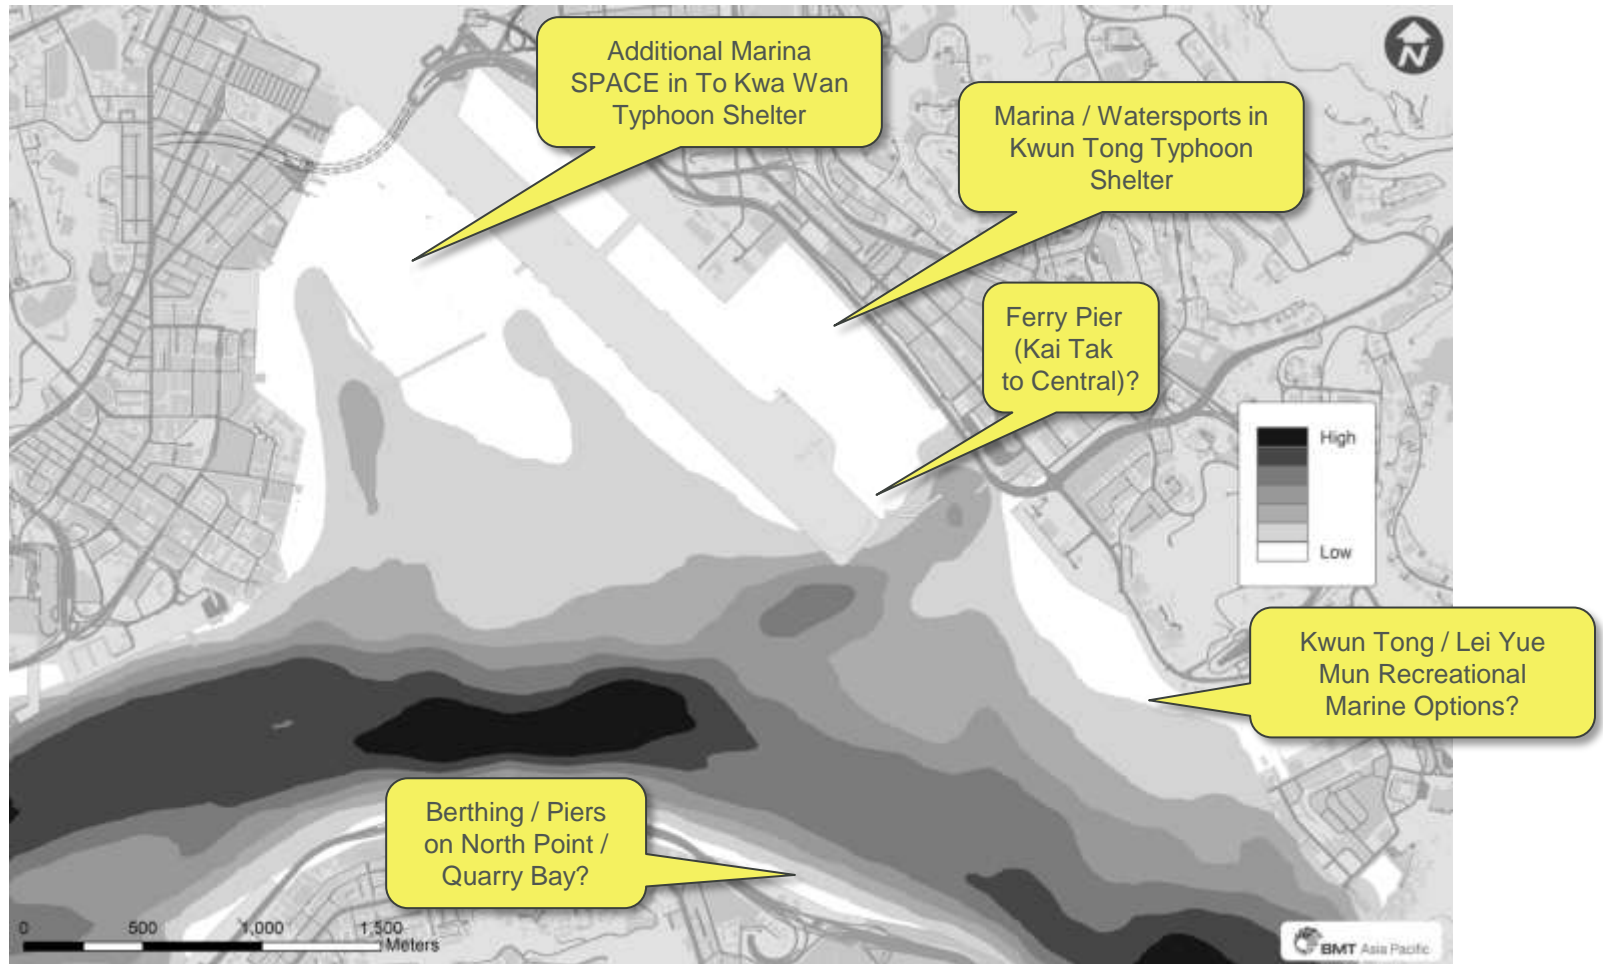 Additional Marina
SPACE in To Kwa Wan
Typhoon Shelter
N
Marina / Watersports in
Kwun Tong Typhoon
Shelter
Ferry Pier
(Kai Tak
to Central)?
High
Low
Kwun Tong / Lei Yue
Mun Recreational
Marine Options?
Berthing / Piers
on North Point /
Quarry Bay?
0 500 1,000 1,500
Meters
BMT Asia Pacific